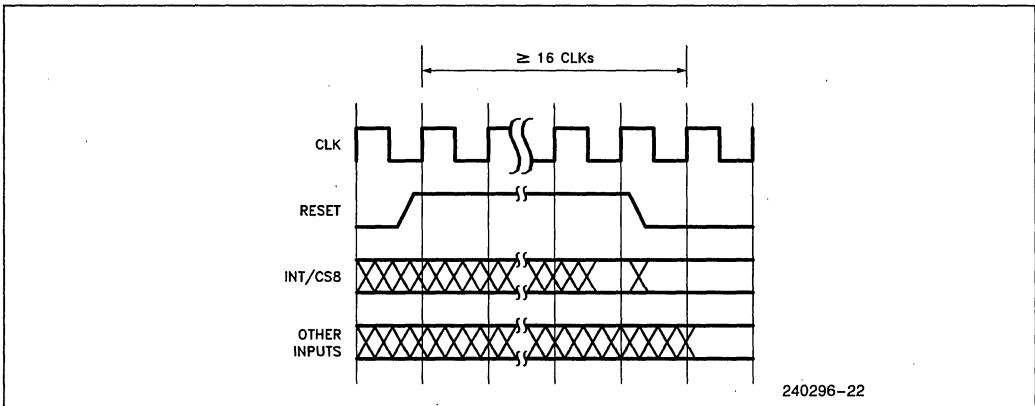 ≥ 16 CLKs
CLK
RESET
INT/CS8
OTHER
INPUTS
240296-22